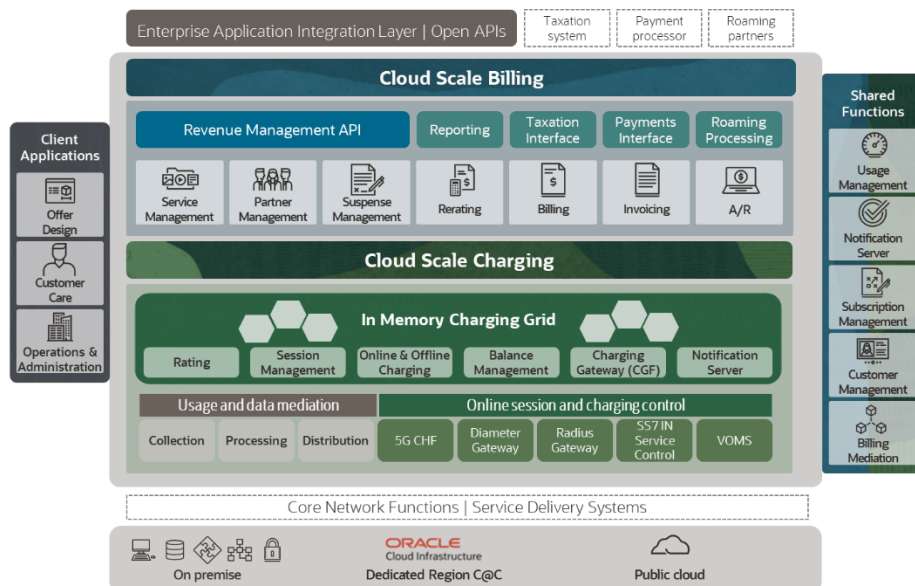 Enterprise Application Integration Layer | Open APIs
Taxation
system
Payment
processor
Roaming
partners
Cloud Scale Billing
Revenue Management API
Reporting
Taxation
Interface
Payments
Interface
Roaming
Processing
Service
Management
Partner
Management
Suspense
Management
Rerating
Billing
Invoicing
A/R
Client
Applications
Offer
Design
Customer
Care
Operations &
Administration
Cloud Scale Charging
In Memory Charging Grid
Rating
Session
Management
Online & Offline
Charging
Balance
Management
Charging
Gateway (CGF)
Notification
Server
Usage and data mediation
Online session and charging control
Collection
Processing
Distribution
5G CHF
Diameter
Gateway
Radius
Gateway
SS7 IN
Service
Control
VOMS
Shared
Functions
Usage
Management
Notification
Server
Subscription
Management
Customer
Management
Billing
Mediation
Core Network Functions | Service Delivery Systems
On premise
ORACLE
Cloud Infrastructure
Dedicated Region C@C
Public cloud